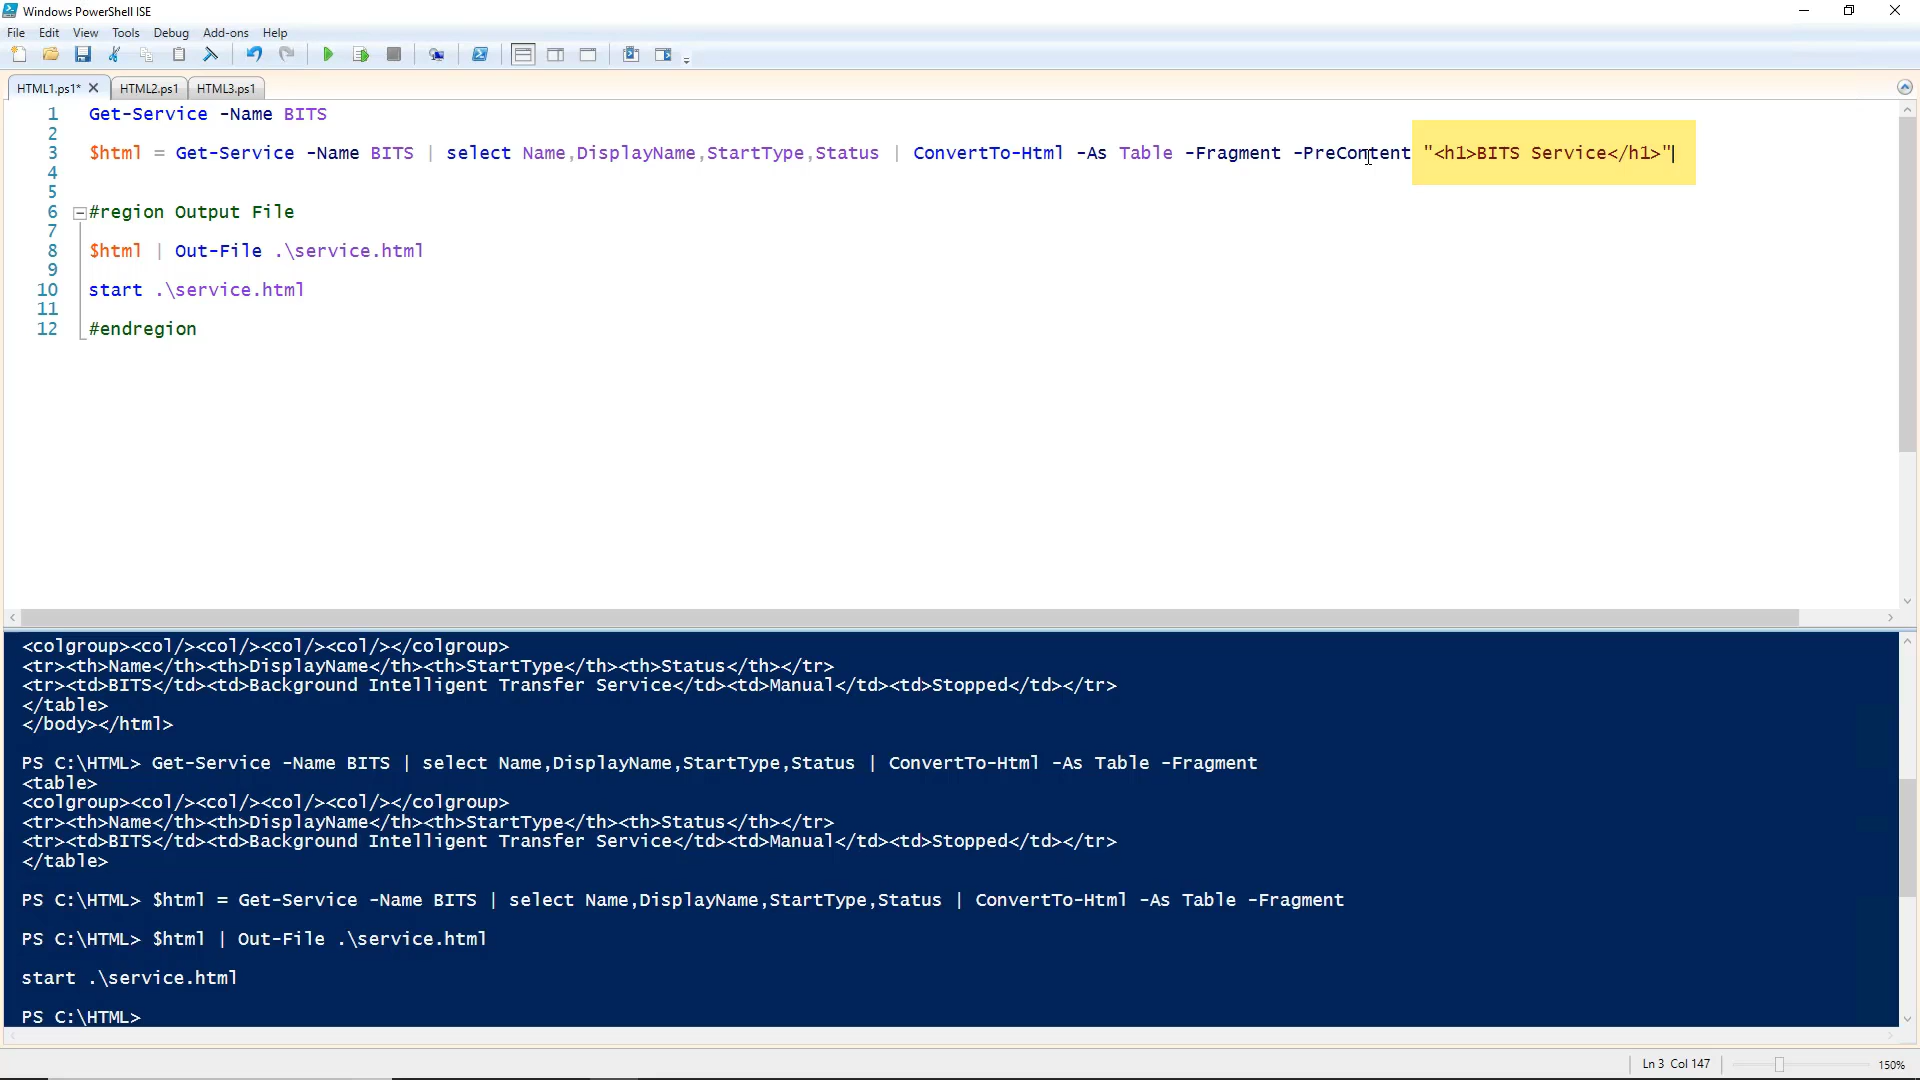 Windows PowerShell ISE
File Edit View Tools Debug Add-ons Help
HTML1.ps1* HTML2.ps1 HTML3.ps1
1 Get-Service -Name BITS
2
3 $html = Get-Service -Name BITS | select Name,DisplayName,StartType,Status | ConvertTo-Html -As Table -Fragment -PreContent "<h1>BITS Service</h1>"
4
5
6 #region Output File
7
8 $html | Out-File .\service.html
9
10 start .\service.html
11
12 #endregion
<colgroup><col/><col/><col/><col/></colgroup>
<tr><th>Name</th><th>DisplayName</th><th>StartType</th><th>Status</th></tr>
<tr><td>BITS</td><td>Background Intelligent Transfer Service</td><td>Manual</td><td>Stopped</td></tr>
</table>
</body></html>
PS C:\HTML> Get-Service -Name BITS | select Name,DisplayName,StartType,Status | ConvertTo-Html -As Table -Fragment
<table>
<colgroup><col/><col/><col/><col/></colgroup>
<tr><th>Name</th><th>DisplayName</th><th>StartType</th><th>Status</th></tr>
<tr><td>BITS</td><td>Background Intelligent Transfer Service</td><td>Manual</td><td>Stopped</td></tr>
</table>
PS C:\HTML> $html = Get-Service -Name BITS | select Name,DisplayName,StartType,Status | ConvertTo-Html -As Table -Fragment
PS C:\HTML> $html | Out-File .\service.html
start .\service.html
PS C:\HTML>
Ln 3 Col 147 150%